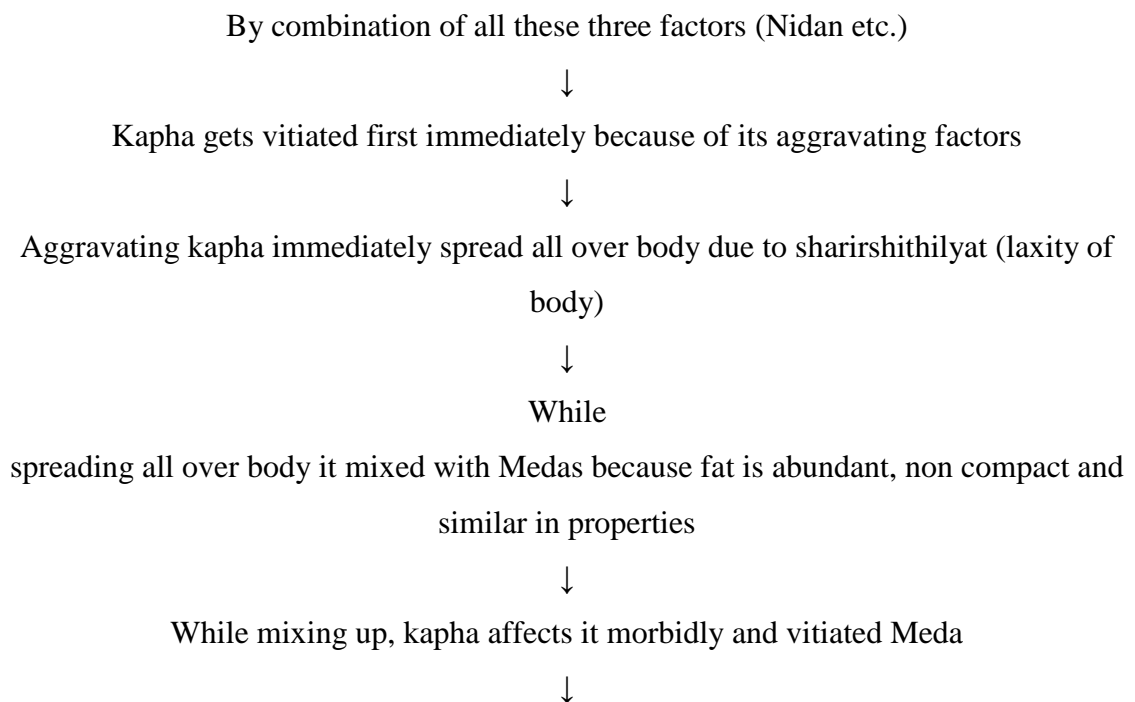 By combination of all these three factors (Nidan etc.)
↓
Kapha gets vitiated first immediately because of its aggravating factors
↓
Aggravating kapha immediately spread all over body due to sharirshithilyat (laxity of
body)
↓
While
spreading all over body it mixed with Medas because fat is abundant, non compact and
similar in properties
↓
While mixing up, kapha affects it morbidly and vitiated Meda
↓